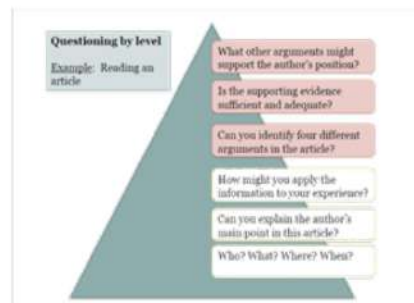 Questioning by level
Example: Reading an
article
What other arguments might
support the author's position?
Is the supporting evidence
sufficient and adequate?
Can you identify four different
arguments in the article?
How might you apply the
information to your experience?
Can you explain the author's
main point in this article?
Who? What? Where? When?